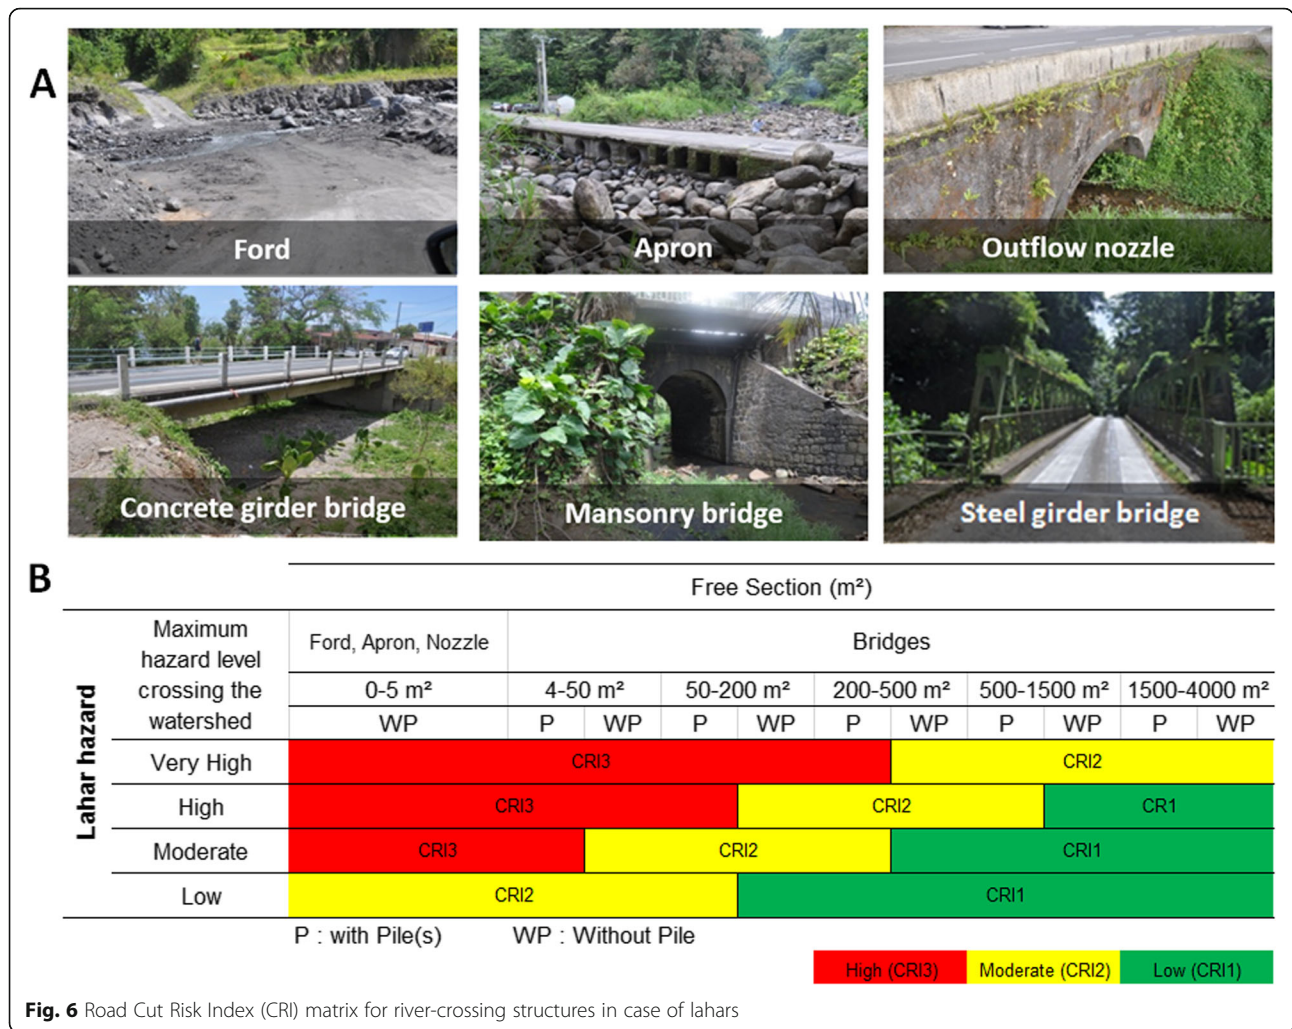 A
Ford
Apron
Outflow nozzle
Concrete girder bridge
Mansonry bridge
Steel girder bridge
B
Free Section (m²)
Lahar hazard
Maximum
hazard level
crossing the
watershed
Ford, Apron, Nozzle
Bridges
0-5 m²
4-50 m²
50-200 m²
200-500 m²
500-1500 m²
1500-4000 m²
WP
P
WP
P
WP
P
WP
P
WP
P
WP
Very High
CRI3
CRI2
High
CRI3
CRI2
CR1
Moderate
CRI3
CRI2
CRI1
Low
CRI2
CRI1
P : with Pile(s)
WP : Without Pile
High (CRI3)
Moderate (CRI2)
Low (CRI1)
Fig. 6 Road Cut Risk Index (CRI) matrix for river-crossing structures in case of lahars